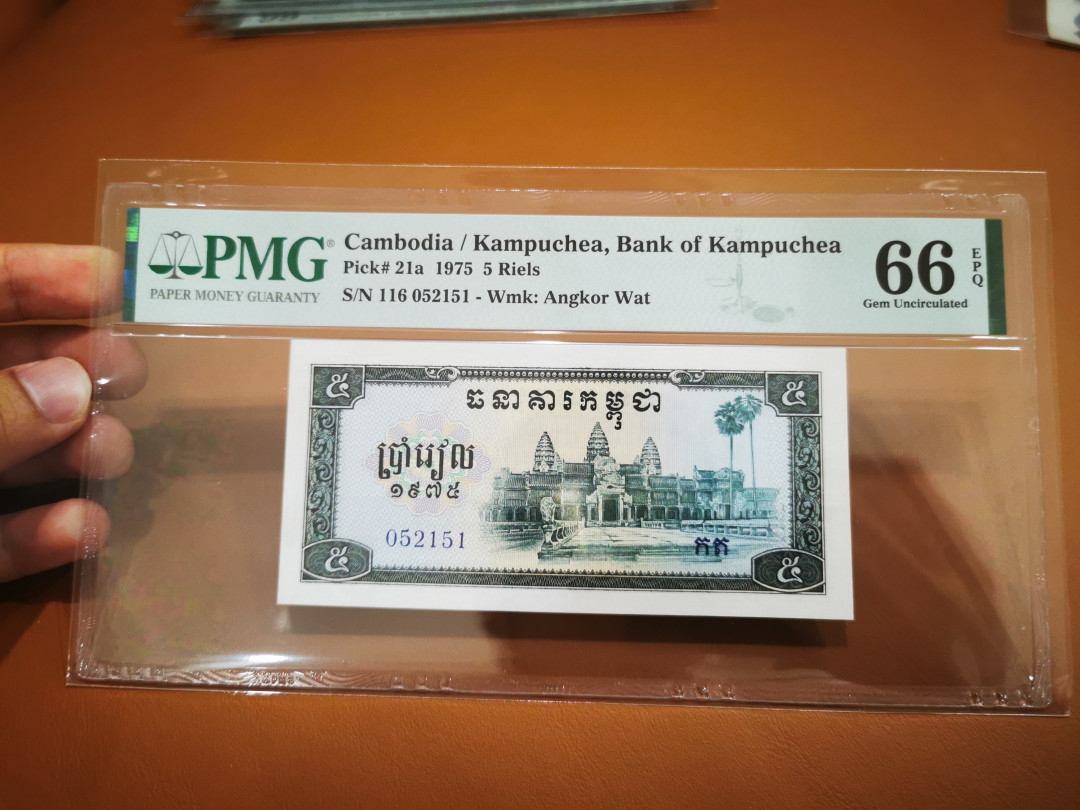 PMG®
PAPER MONEY GUARANTY
Cambodia / Kampuchea, Bank of Kampuchea
Pick# 21a 1975 5 Riels
S/N 116 052151 - Wmk: Angkor Wat
66
EPQ
Gem Uncirculated
៥ ៥
ធនាគារកម្ពុជា
ប្រាំរៀល
១៩៧៥
052151
កត
៥ ៥